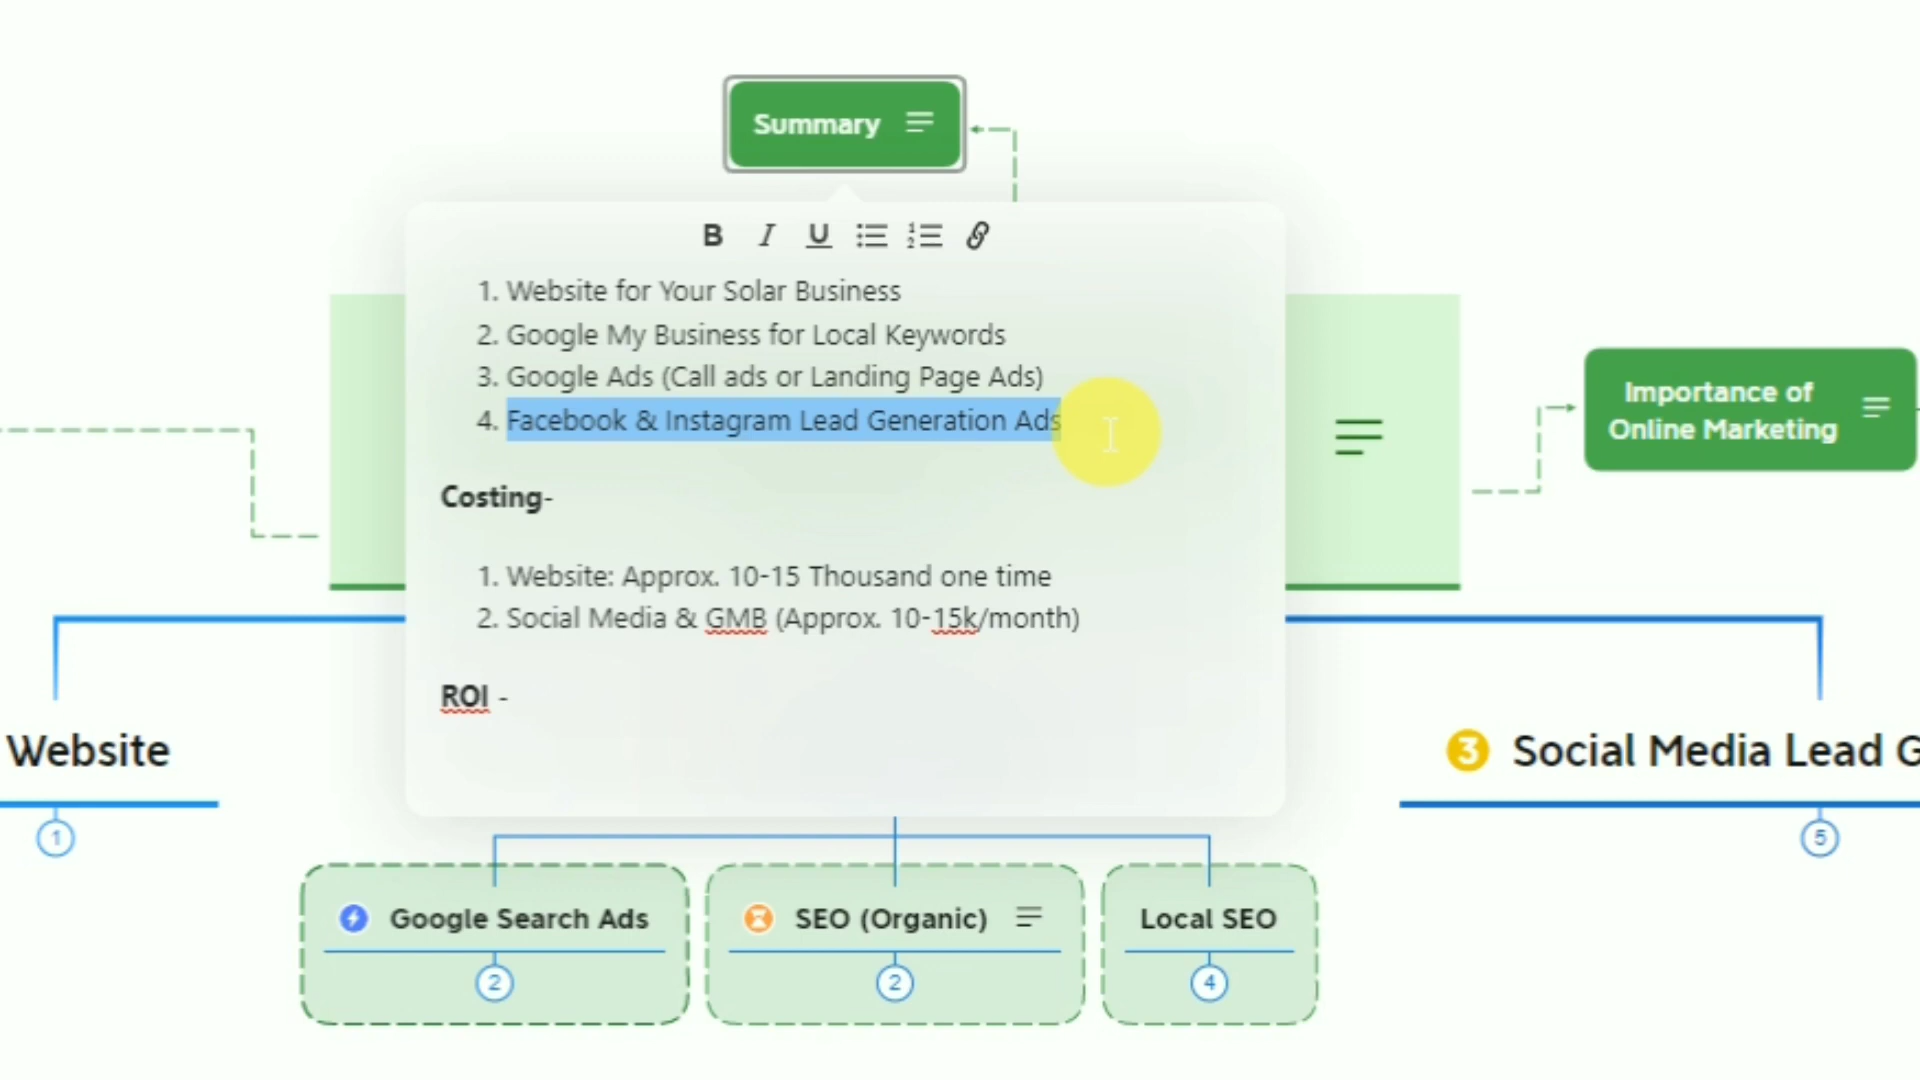 Summary
1. Website for Your Solar Business
2. Google My Business for Local Keywords
3. Google Ads (Call ads or Landing Page Ads)
4. Facebook & Instagram Lead Generation Ads
Costing-
1. Website: Approx. 10-15 Thousand one time
2. Social Media & GMB (Approx. 10-15k/month)
ROI -
Importance of
Online Marketing
Website
1
3 Social Media Lead G
5
Google Search Ads
2
SEO (Organic)
2
Local SEO
4